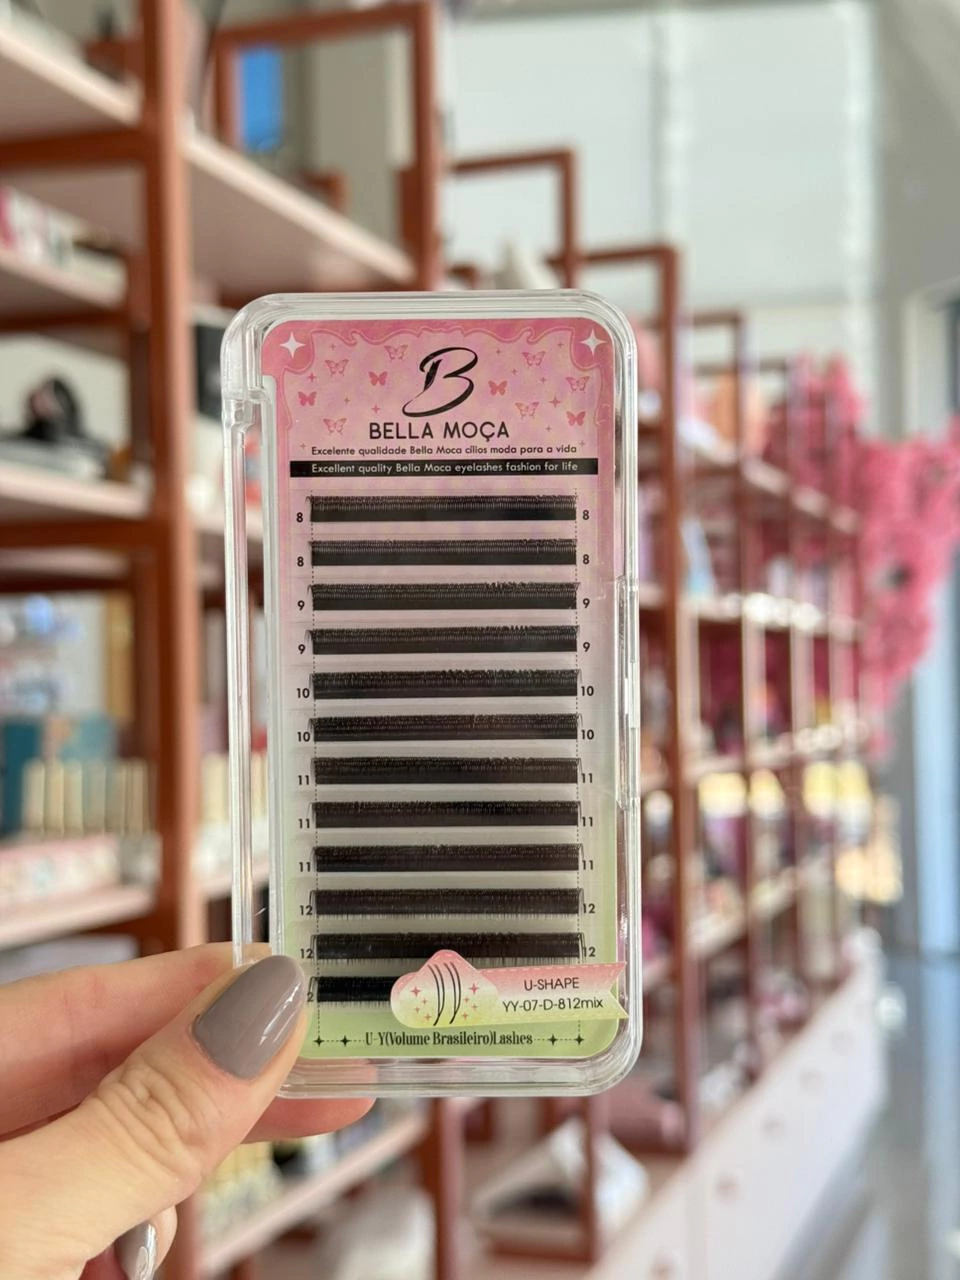 B
BELLA MOÇA
Excelente qualidade Bella Moca cílios moda para a vida
Excellent quality Bella Moca eyelashes fashion for life
8 8
8 8
9 9
9 9
10 10
10 10
11 11
11 11
11 11
12 12
12 12
2
U-SHAPE
YY-07-D-812mix
U-Y(Volume Brasileiro)Lashes